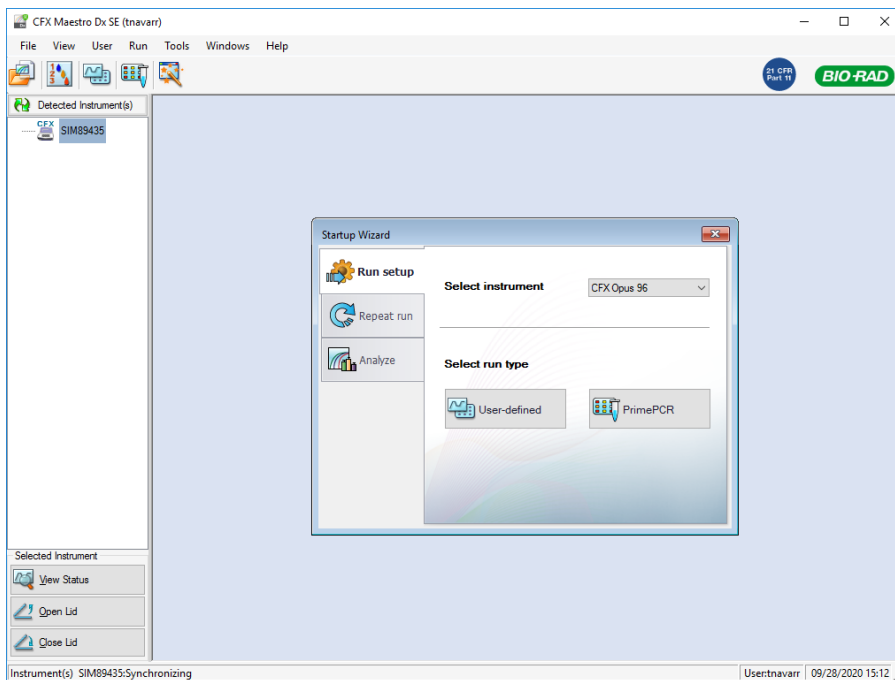 CFX Maestro Dx SE (tnavarr)
File View User Run Tools Windows Help
21 CFR
Part 11
BIO-RAD
Detected Instrument(s)
CFX
SIM89435
Startup Wizard
Run setup
Repeat run
Analyze
Select instrument
CFX Opus 96
Select run type
User-defined
PrimePCR
Selected Instrument
View Status
Open Lid
Close Lid
Instrument(s) SIM89435:Synchronizing
User:tnavarr
09/28/2020 15:12